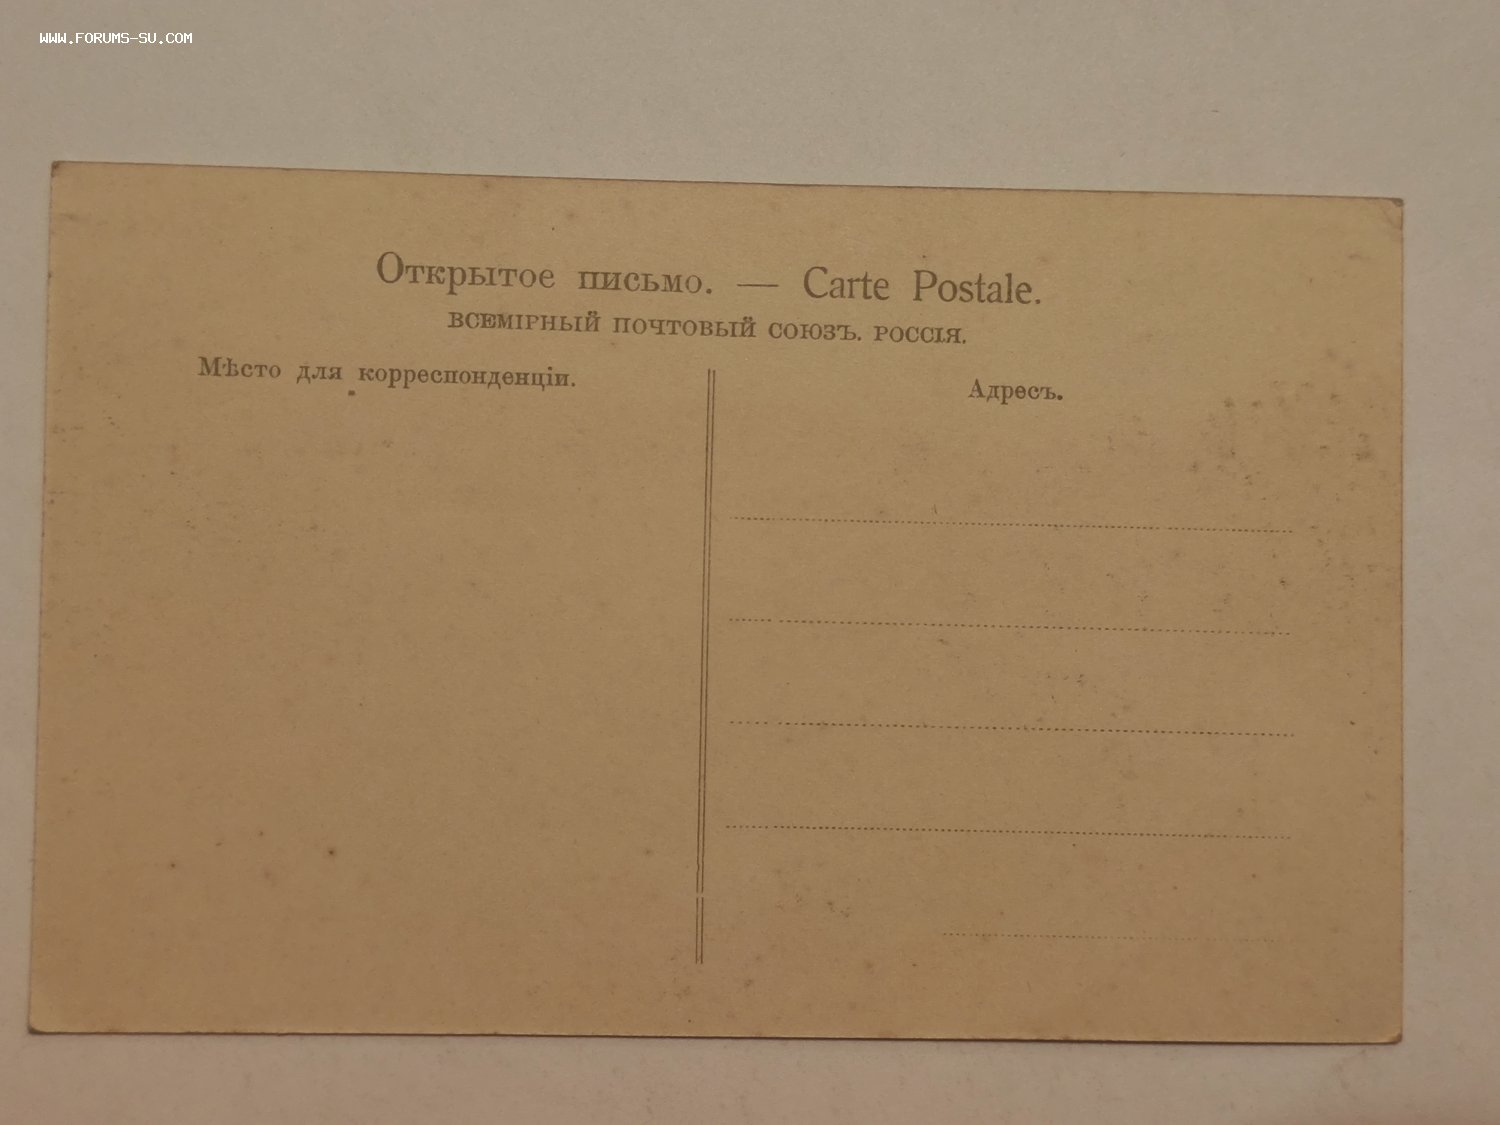 WWW.FORUMS-SU.COM
Открытое письмо. — Carte Postale.
ВСЕМІРНЫЙ ПОЧТОВЫЙ СОЮЗЪ. РОССІЯ.
Мѣсто для корреспонденціи.
Адресъ.